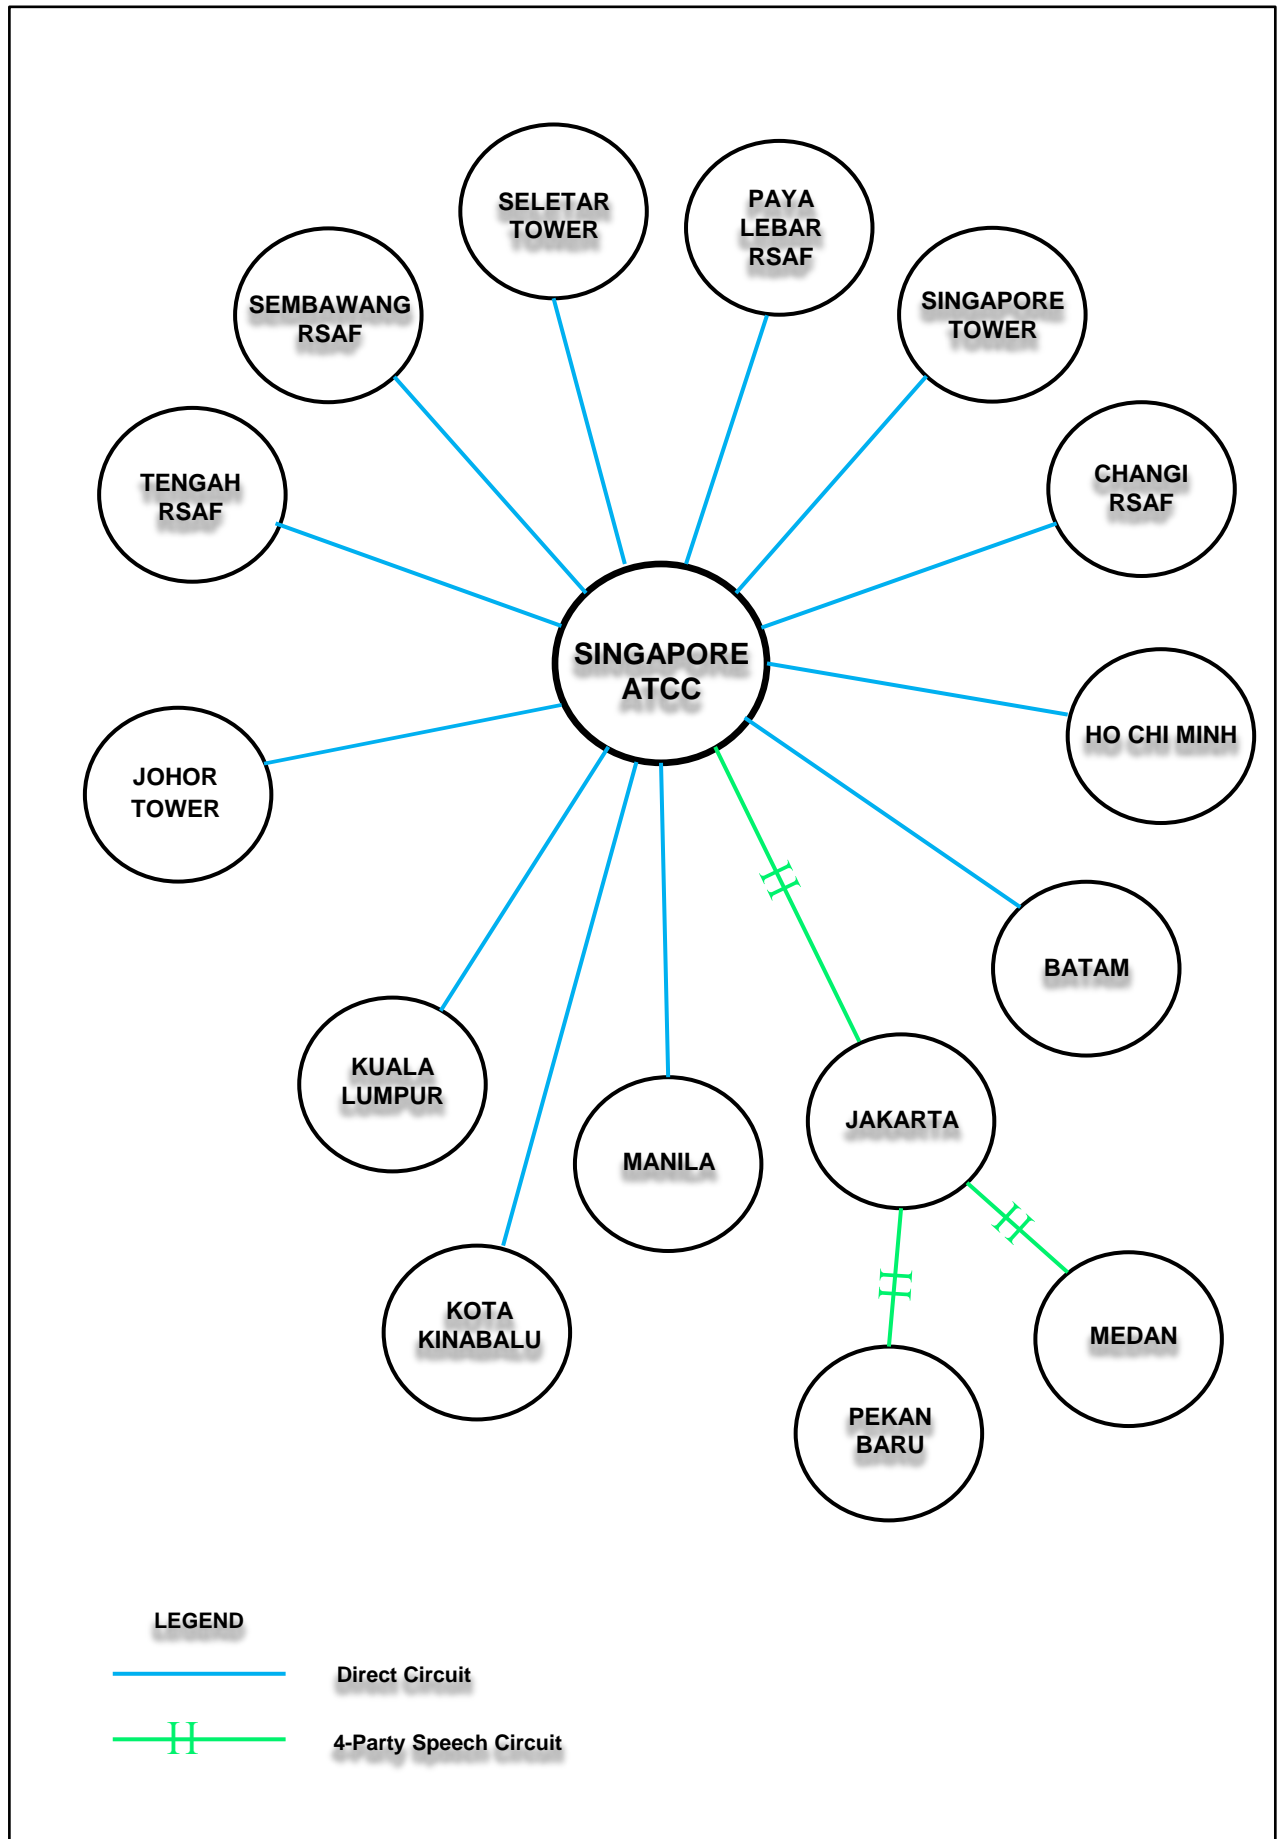 SELETAR
TOWER
PAYA
LEBAR
RSAF
SEMBAWANG
RSAF
SINGAPORE
TOWER
TENGAH
RSAF
CHANGI
RSAF
SINGAPORE
ATCC
HO CHI MINH
JOHOR
TOWER
BATAM
KUALA
LUMPUR
JAKARTA
MANILA
KOTA
KINABALU
MEDAN
PEKAN
BARU
LEGEND
Direct Circuit
4-Party Speech Circuit